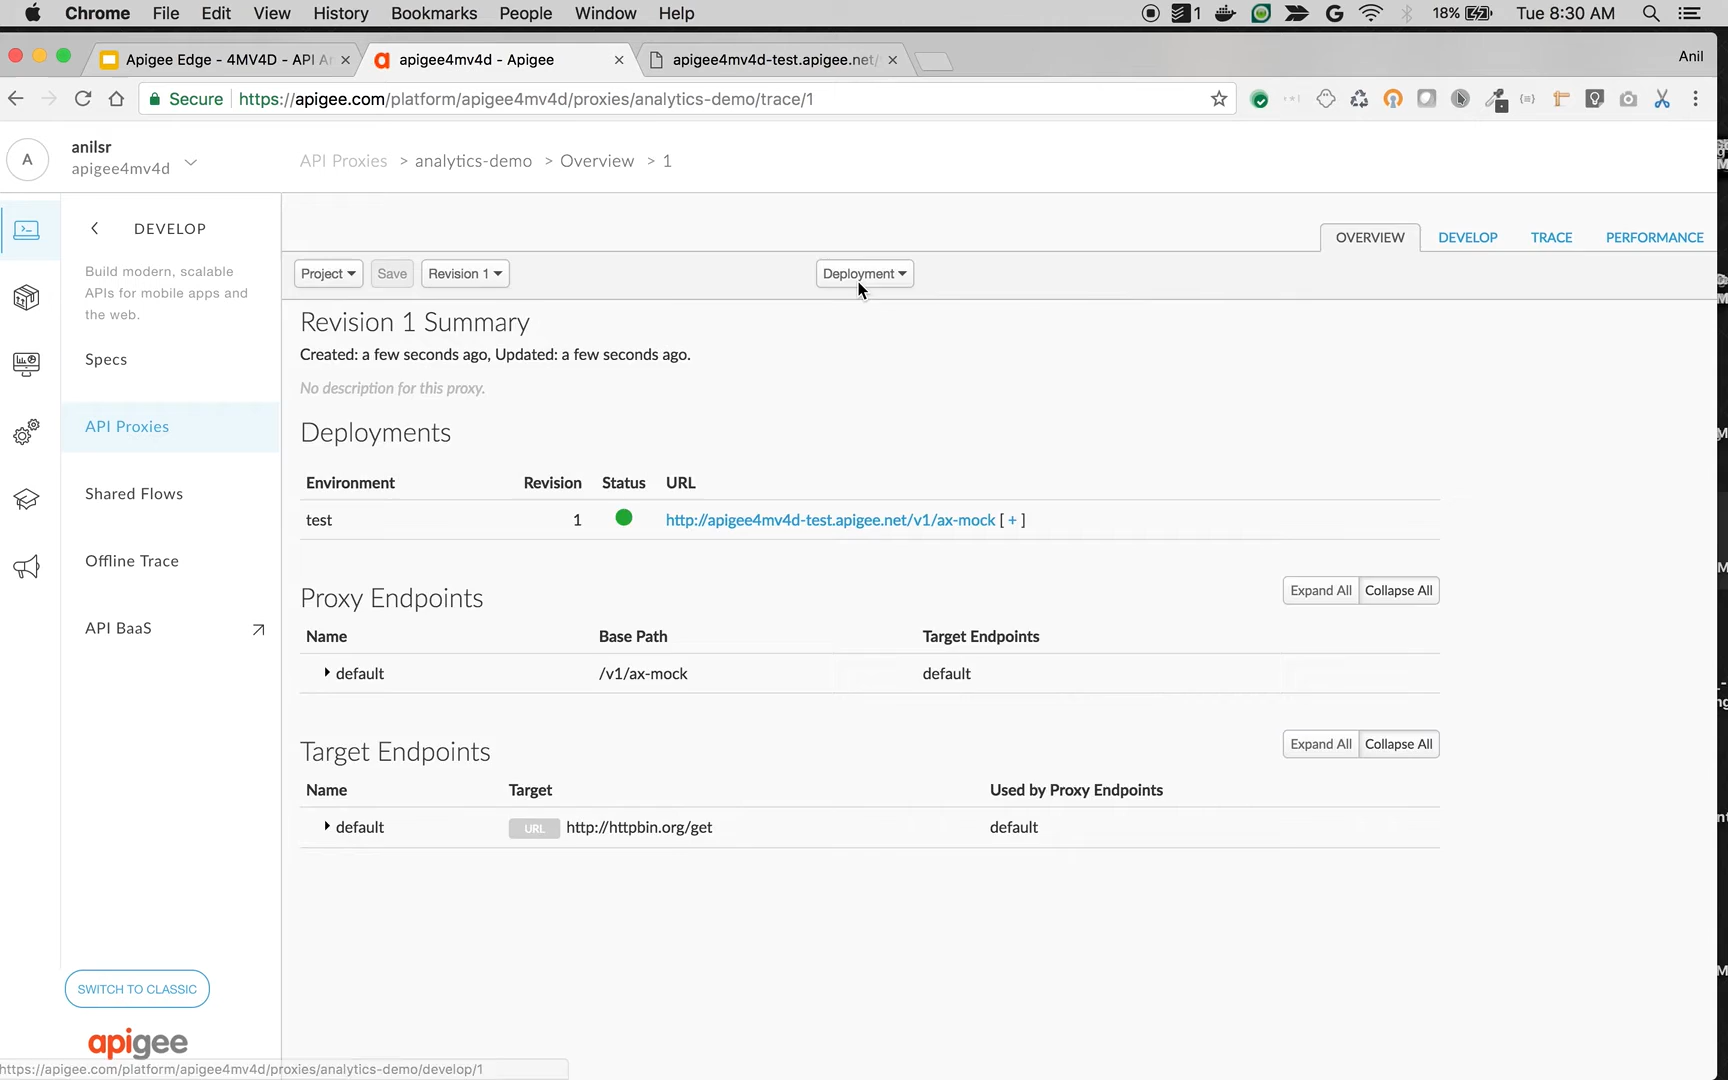 Chrome File Edit View History Bookmarks People Window Help 1 18% Tue 8:30 AM
Apigee Edge - 4MV4D - API A apigee4mv4d - Apigee apigee4mv4d-test.apigee.net/ Anil
Secure https://apigee.com/platform/apigee4mv4d/proxies/analytics-demo/trace/1
A
anilsr
apigee4mv4d
API Proxies > analytics-demo > Overview > 1
DEVELOP
Build modern, scalable
APIs for mobile apps and
the web.
Specs
API Proxies
Shared Flows
Offline Trace
API BaaS
SWITCH TO CLASSIC
apigee
OVERVIEW DEVELOP TRACE PERFORMANCE
Project Save Revision 1 Deployment
Revision 1 Summary
Created: a few seconds ago, Updated: a few seconds ago.
No description for this proxy.
Deployments
Environment Revision Status URL
test 1 http://apigee4mv4d-test.apigee.net/v1/ax-mock [ + ]
Proxy Endpoints Expand All Collapse All
Name Base Path Target Endpoints
default /v1/ax-mock default
Target Endpoints Expand All Collapse All
Name Target Used by Proxy Endpoints
default URL http://httpbin.org/get default
https://apigee.com/platform/apigee4mv4d/proxies/analytics-demo/develop/1